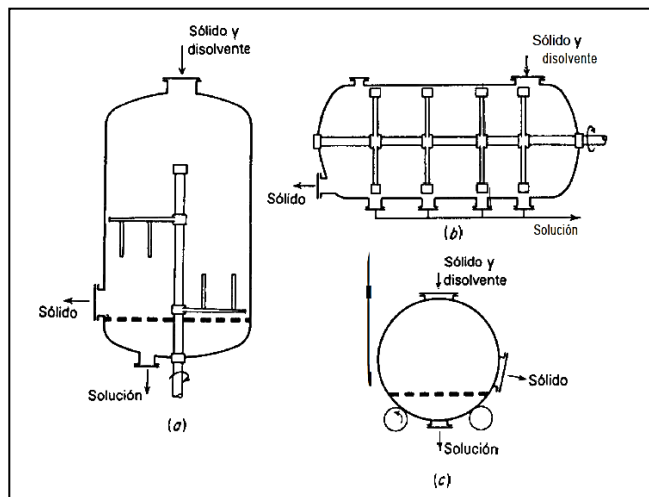 Sólido y
disolvente
Sólido
Solución
(a)
Sólido y
disolvente
Sólido
Solución
(b)
Sólido y
disolvente
Sólido
Solución
(c)